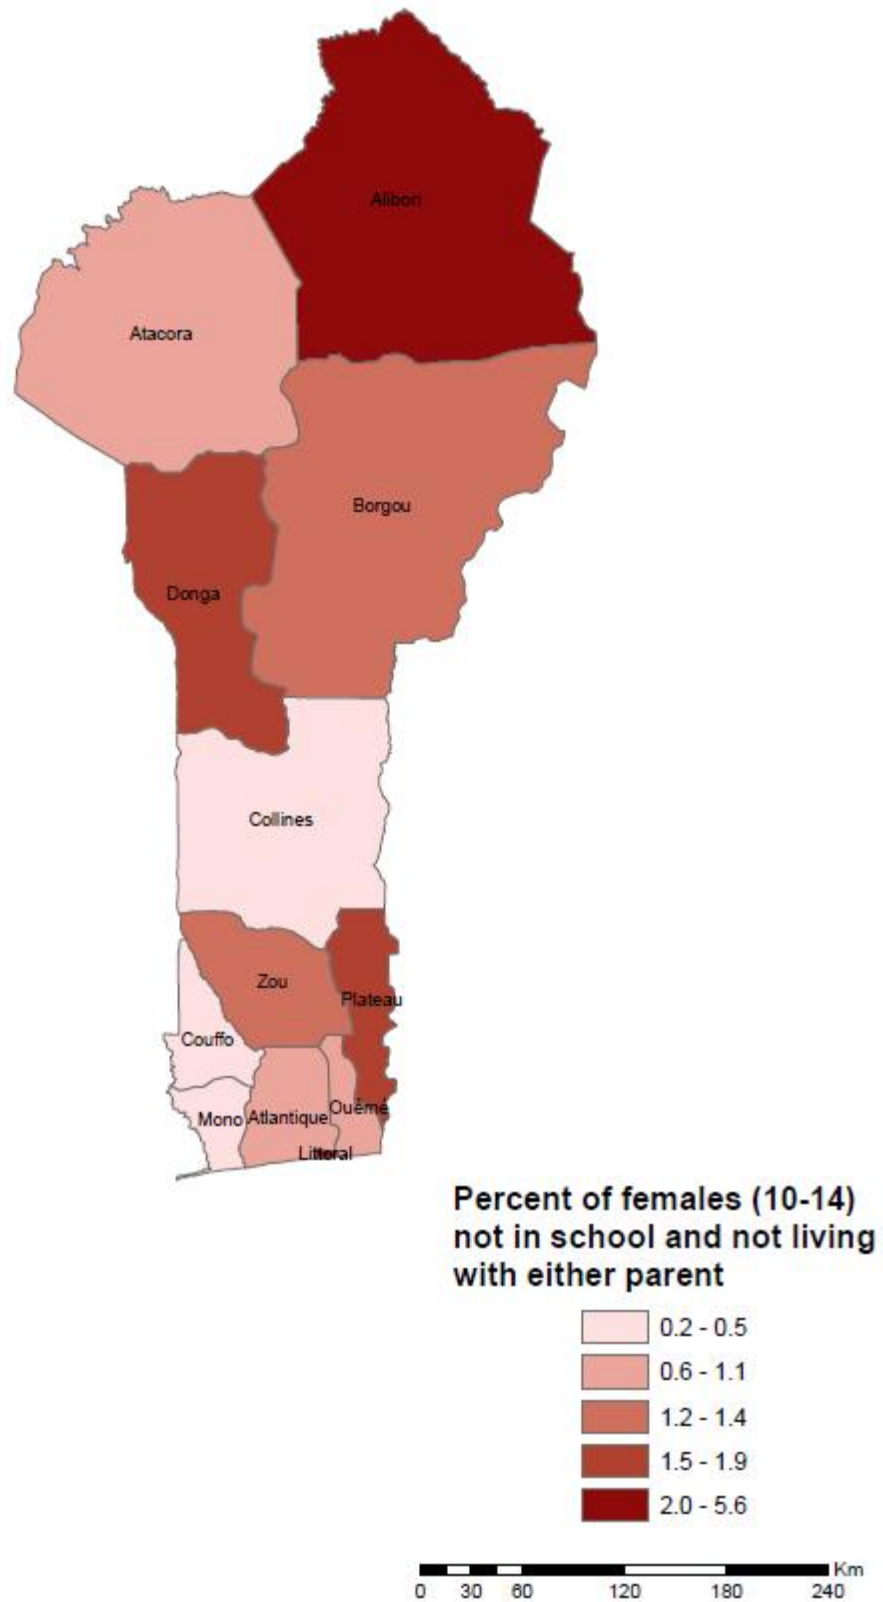 Alibori
Atacora
Borgou
Donga
Collines
Zou
Plateau
Couffo
Mono
Atlantique
Ouémé
Littoral
Percent of females (10-14)
not in school and not living
with either parent
0.2 - 0.5
0.6 - 1.1
1.2 - 1.4
1.5 - 1.9
2.0 - 5.6
Km
0 30 60 120 180 240